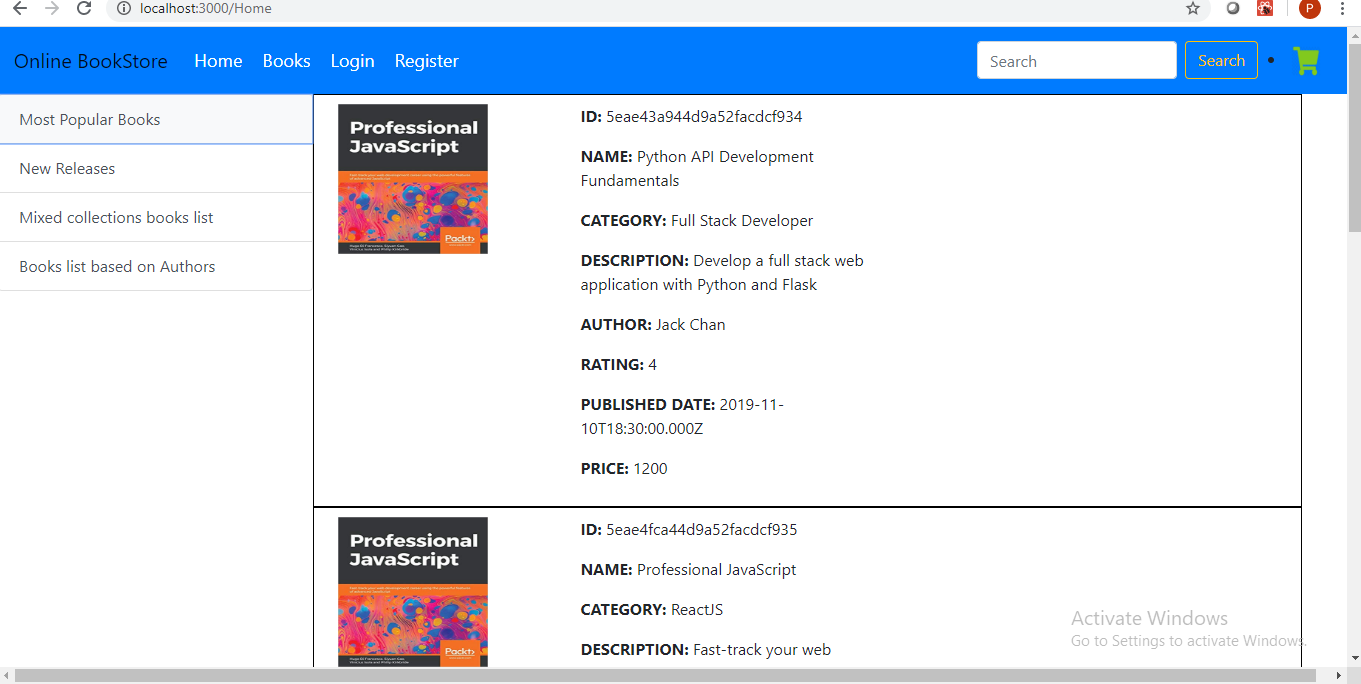 localhost:3000/Home
P
Online BookStore Home Books Login Register Search Search
Most Popular Books
New Releases
Mixed collections books list
Books list based on Authors
Professional
JavaScript
Packt>
ID: 5eae43a944d9a52facdcf934
NAME: Python API Development
Fundamentals
CATEGORY: Full Stack Developer
DESCRIPTION: Develop a full stack web
application with Python and Flask
AUTHOR: Jack Chan
RATING: 4
PUBLISHED DATE: 2019-11-
10T18:30:00.000Z
PRICE: 1200
Professional
JavaScript
Packt>
ID: 5eae4fca44d9a52facdcf935
NAME: Professional JavaScript
CATEGORY: ReactJS
DESCRIPTION: Fast-track your web
Activate Windows
Go to Settings to activate Windows.